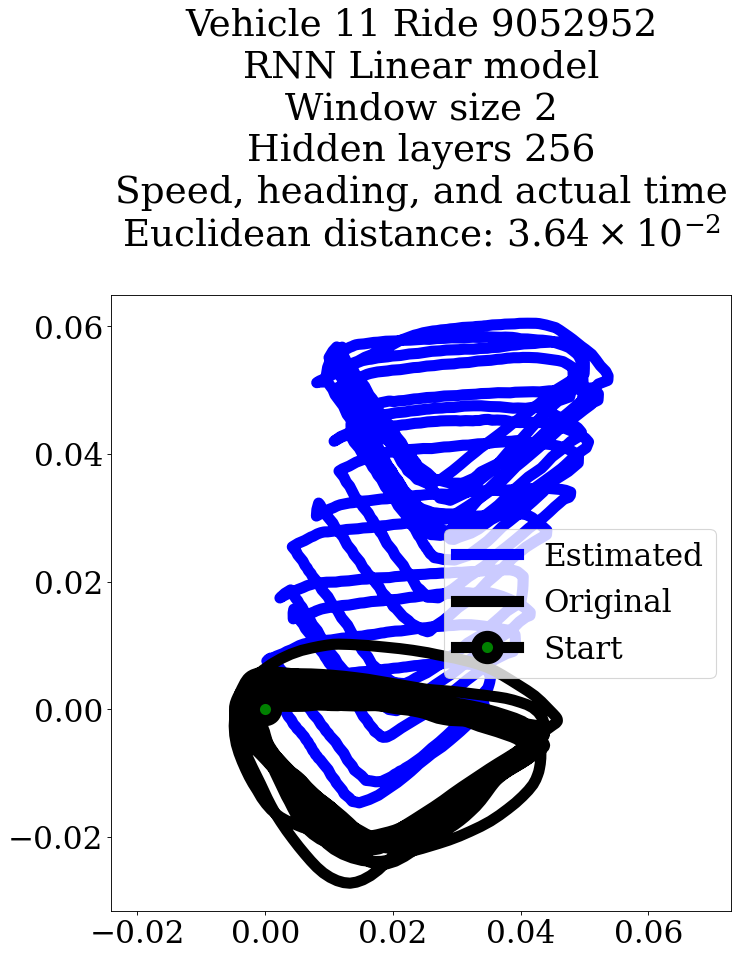 Vehicle 11 Ride 9052952
RNN Linear model
Window size 2
Hidden layers 256
Speed, heading, and actual time
Euclidean distance: 3.64 × 10⁻²
0.06
0.04
0.02
0.00
−0.02
Estimated
Original
Start
−0.02 0.00 0.02 0.04 0.06